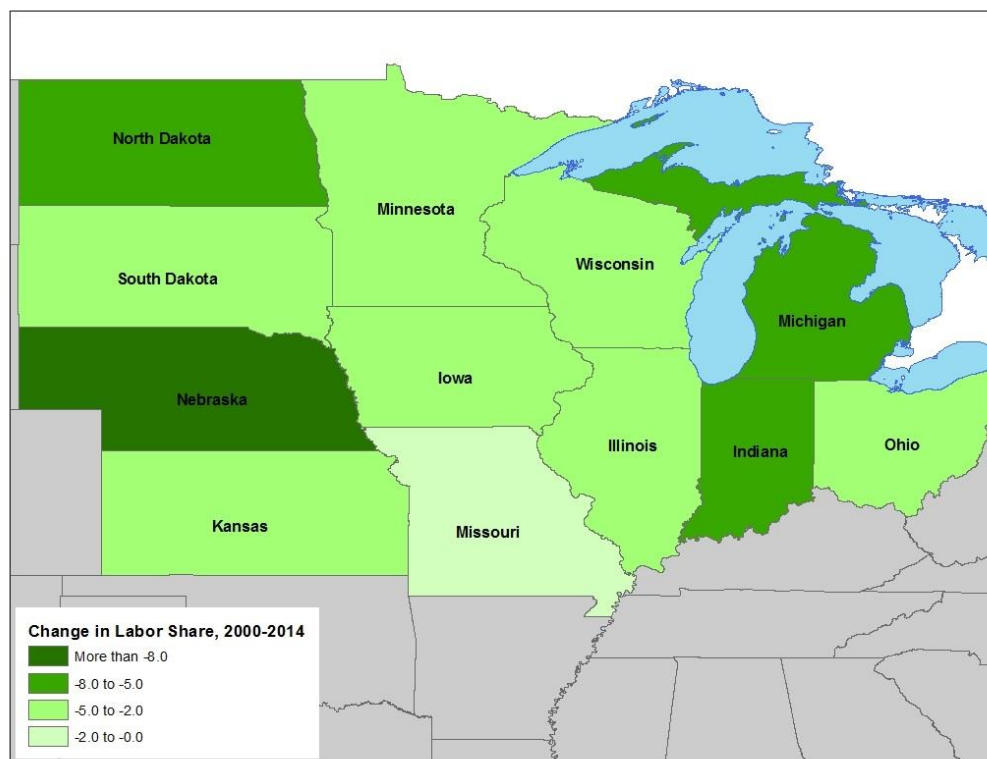 North Dakota
Minnesota
South Dakota
Wisconsin
Michigan
Nebraska
Iowa
Illinois
Indiana
Ohio
Kansas
Missouri
Change in Labor Share, 2000-2014
More than -8.0
-8.0 to -5.0
-5.0 to -2.0
-2.0 to -0.0